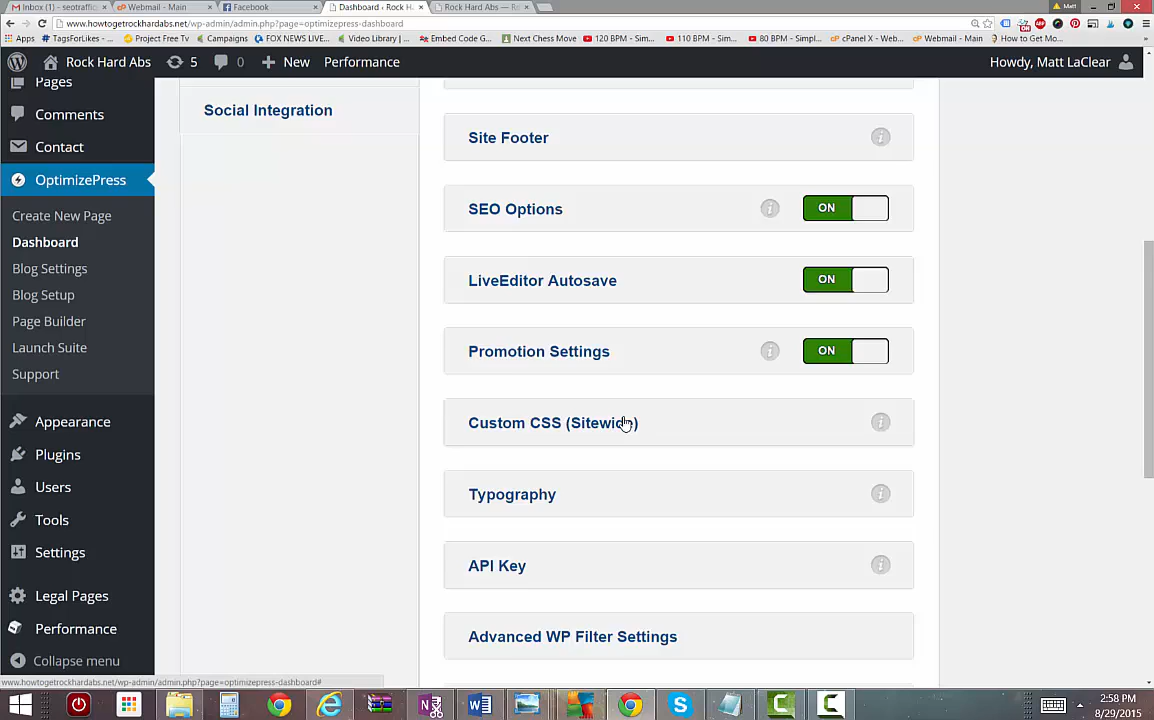 Inbox (1) - seotraffic
Webmail - Main
Facebook
Dashboard ‹ Rock H
Rock Hard Abs — Ro
Matt
www.howtogetrockhardabs.net/wp-admin/admin.php?page=optimizepress-dashboard
Apps
TagsForLikes - ...
Project Free Tv
Campaigns
FOX NEWS LIVE...
Video Library | ...
Embed Code G...
Next Chess Move
120 BPM - Sim...
110 BPM - Sim...
80 BPM - Simpl...
cPanel X - Web...
Webmail - Main
How to Get Mo...
Rock Hard Abs
5
0
New
Performance
Howdy, Matt LaClear
Pages
Comments
Contact
OptimizePress
Create New Page
Dashboard
Blog Settings
Blog Setup
Page Builder
Launch Suite
Support
Appearance
Plugins
Users
Tools
Settings
Legal Pages
Performance
Collapse menu
Social Integration
Site Footer
SEO Options
ON
LiveEditor Autosave
ON
Promotion Settings
ON
Custom CSS (Sitewide)
Typography
API Key
Advanced WP Filter Settings
www.howtogetrockhardabs.net/wp-admin/admin.php?page=optimizepress-dashboard#
2:58 PM
8/29/2015